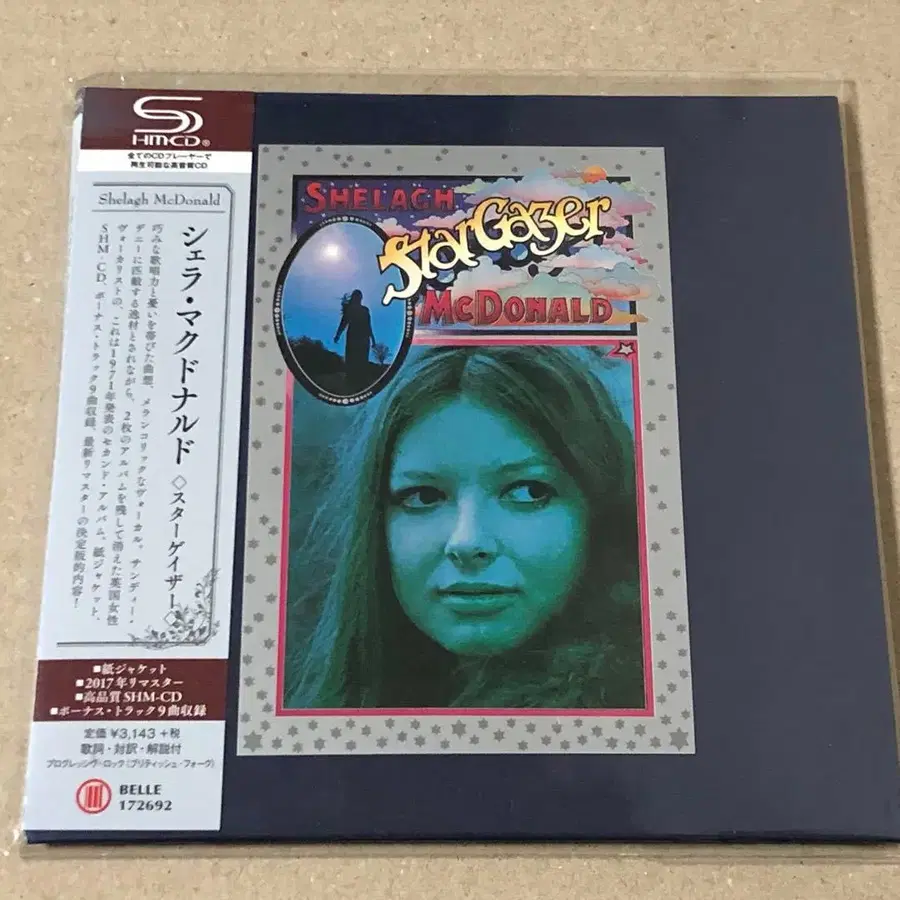 SHM-CD®
全てのCDプレーヤーで
再生可能な高音質CD
Shelagh McDonald
シェラ・マクドナルド ◇スターゲイザー◇
巧みな歌唱力と憂いを帯びた曲想、メランコリックなヴォーカル。サンディー・
デニーに匹敵する逸材とされながら、2枚のアルバムを残して消えた英国女性
ヴォーカリストの、これは1971年発表のセカンド・アルバム。紙ジャケット、
SHM-CD、ボーナス・トラック9曲収録、最新リマスターの決定版的内容!
■紙ジャケット
■2017年リマスター
■高品質SHM-CD
■ボーナス・トラック9曲収録
定価 ¥3,143 +税
歌詞・対訳・解説付
プログレッシヴ・ロック(ブリティッシュ・フォーク)
BELLE
172692
SHELAGH
StarGazer
McDONALD